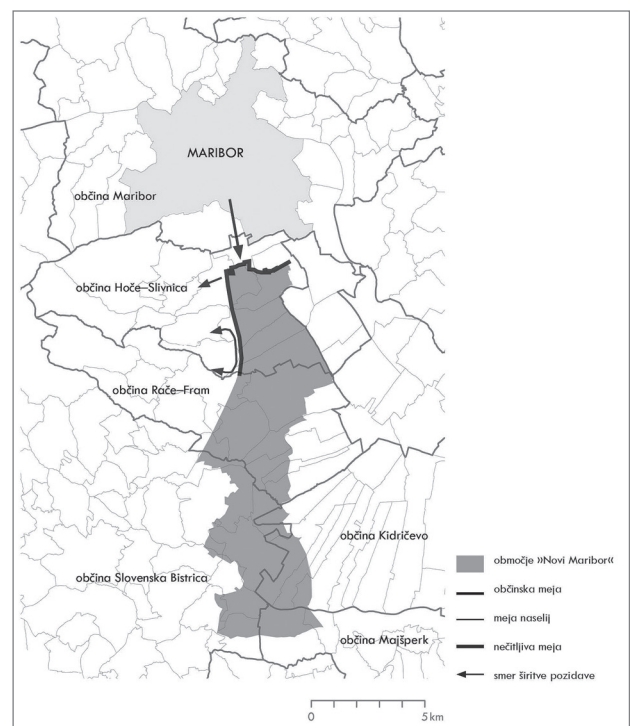 MARIBOR
občina Maribor
občina Hoče–Slivnica
občina Rače–Fram
občina Kidričevo
občina Slovenska Bistrica
občina Majšperk
območje »Novi Maribor«
občinska meja
meja naselij
nečitljiva meja
smer širitve pozidave
0 5 km